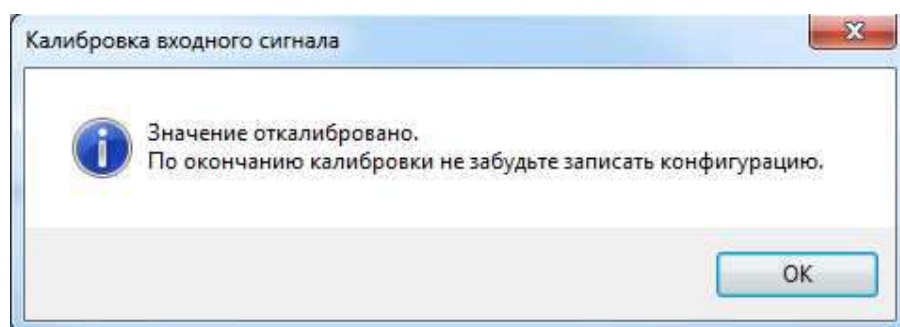 Калибровка входного сигнала
Значение откалибровано.
По окончанию калибровки не забудьте записать конфигурацию.
OK